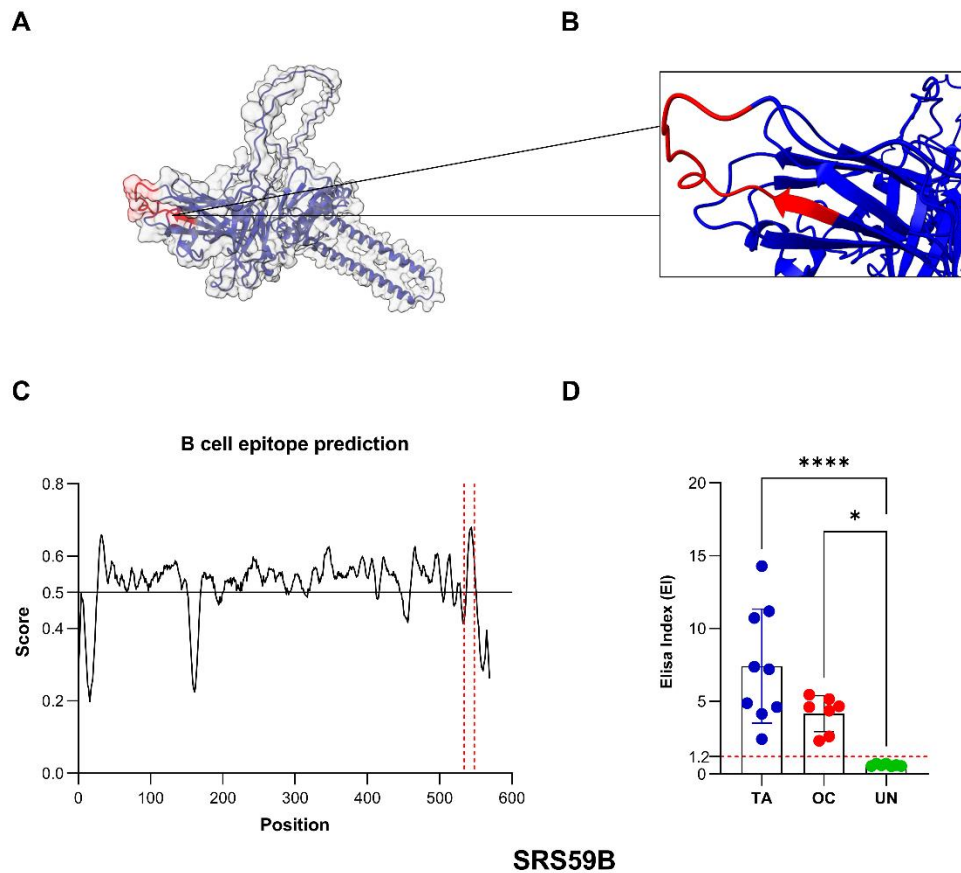 A
B
C
D
B cell epitope prediction
0.8
0.6
0.5
0.4
0.2
0.0
Score
0
100
200
300
400
500
600
Position
****
*
20
15
10
5
1.2
0
Elisa Index (EI)
TA
OC
UN
SRS59B